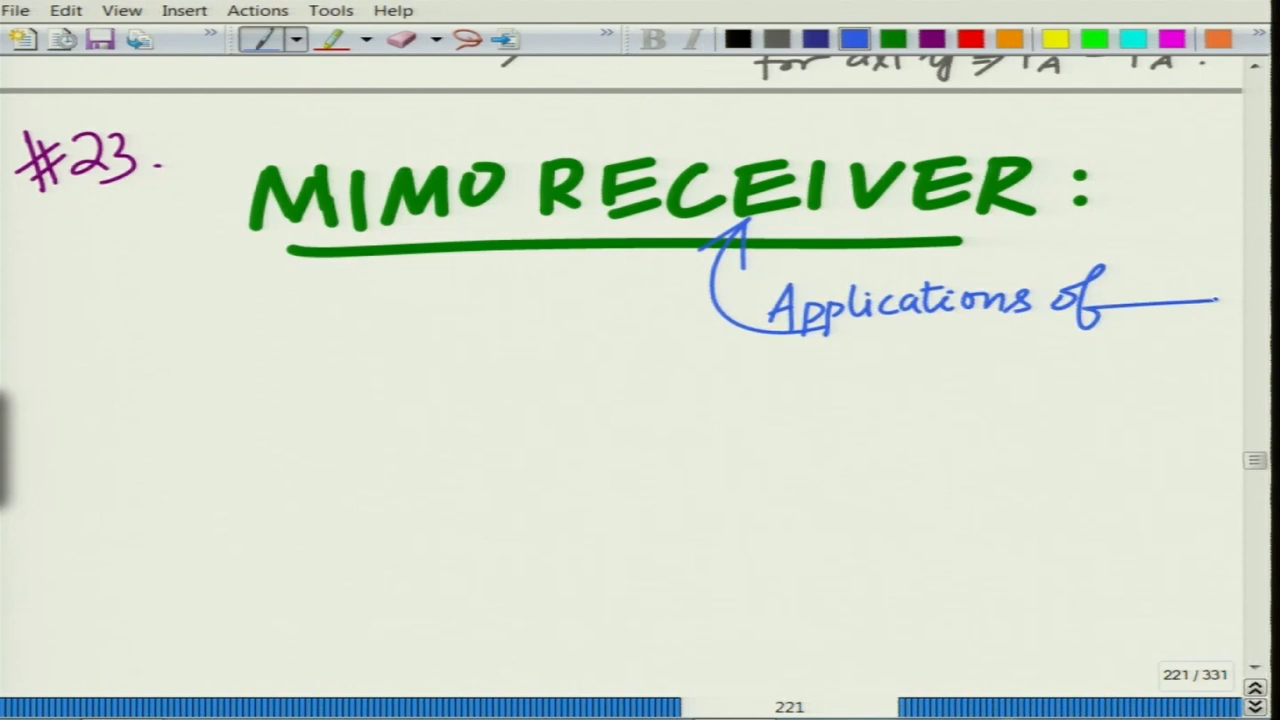 File Edit View Insert Actions Tools Help
B I
#23.
MIMO RECEIVER :
Applications of
221 / 331
221